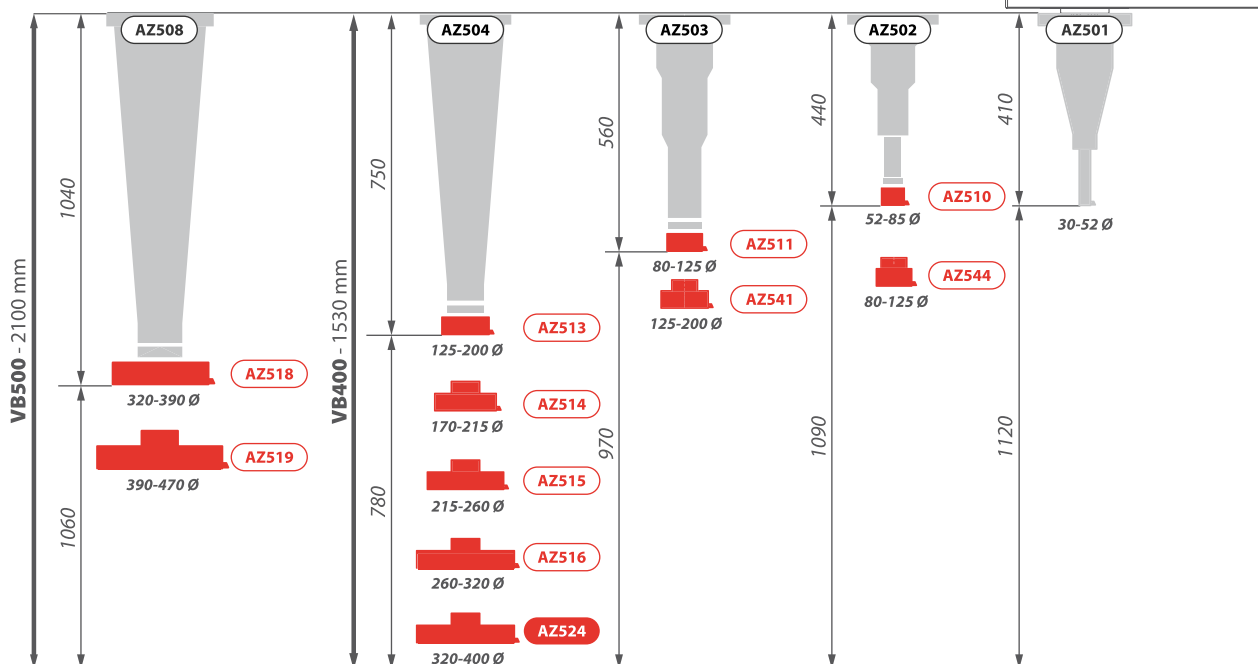 AZ508
AZ504
AZ503
AZ502
AZ501
1040
750
560
440
410
AZ510
52-85 Ø
30-52 Ø
AZ511
80-125 Ø
AZ544
80-125 Ø
AZ541
125-200 Ø
AZ513
125-200 Ø
VB500 - 2100 mm
VB400 - 1530 mm
AZ518
320-390 Ø
AZ514
170-215 Ø
AZ519
390-470 Ø
AZ515
215-260 Ø
1060
780
970
1090
1120
AZ516
260-320 Ø
AZ524
320-400 Ø